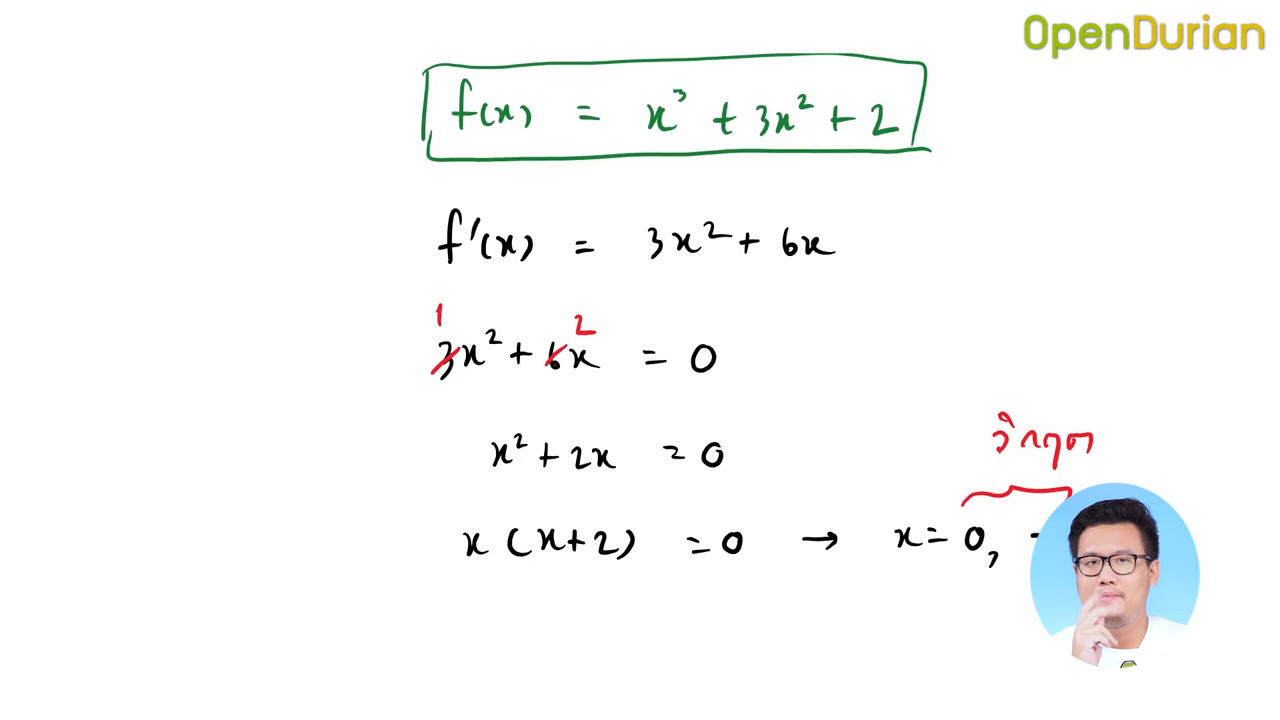 OpenDurian
f(x) = x³ + 3x² + 2
f'(x) = 3x² + 6x
1 2
3x² + 6x = 0
วิกฤต
x² + 2x = 0
x (x+2) = 0 → x = 0, -